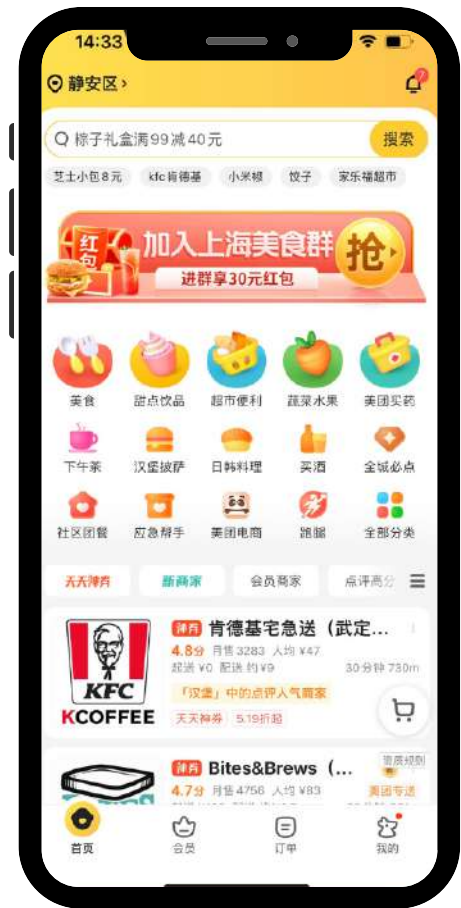 14:33
静安区
7
粽子礼盒满99减40元
搜索
芝士小包8元 kfc肯德基 小米椒 饺子 家乐福超市
红包
加入上海美食群
抢
进群享30元红包
美食 甜点饮品 超市便利 蔬菜水果 美团买药
下午茶 汉堡披萨 日韩料理 买酒 全城必点
社区团餐 应急帮手 美团电商 跑腿 全部分类
天天神券 新商家 会员商家 点评高分
神券 肯德基宅急送（武定...
4.8分 月售3283 人均 ¥47
起送 ¥0 配送 约¥9 30分钟 730m
「汉堡」中的点评人气商家
天天神券 5.19折起
KFC
KCOFFEE
资质规则
神券 Bites&Brews（...
4.7分 月售4756 人均 ¥83 美团专送
首页 会员 订单 我的